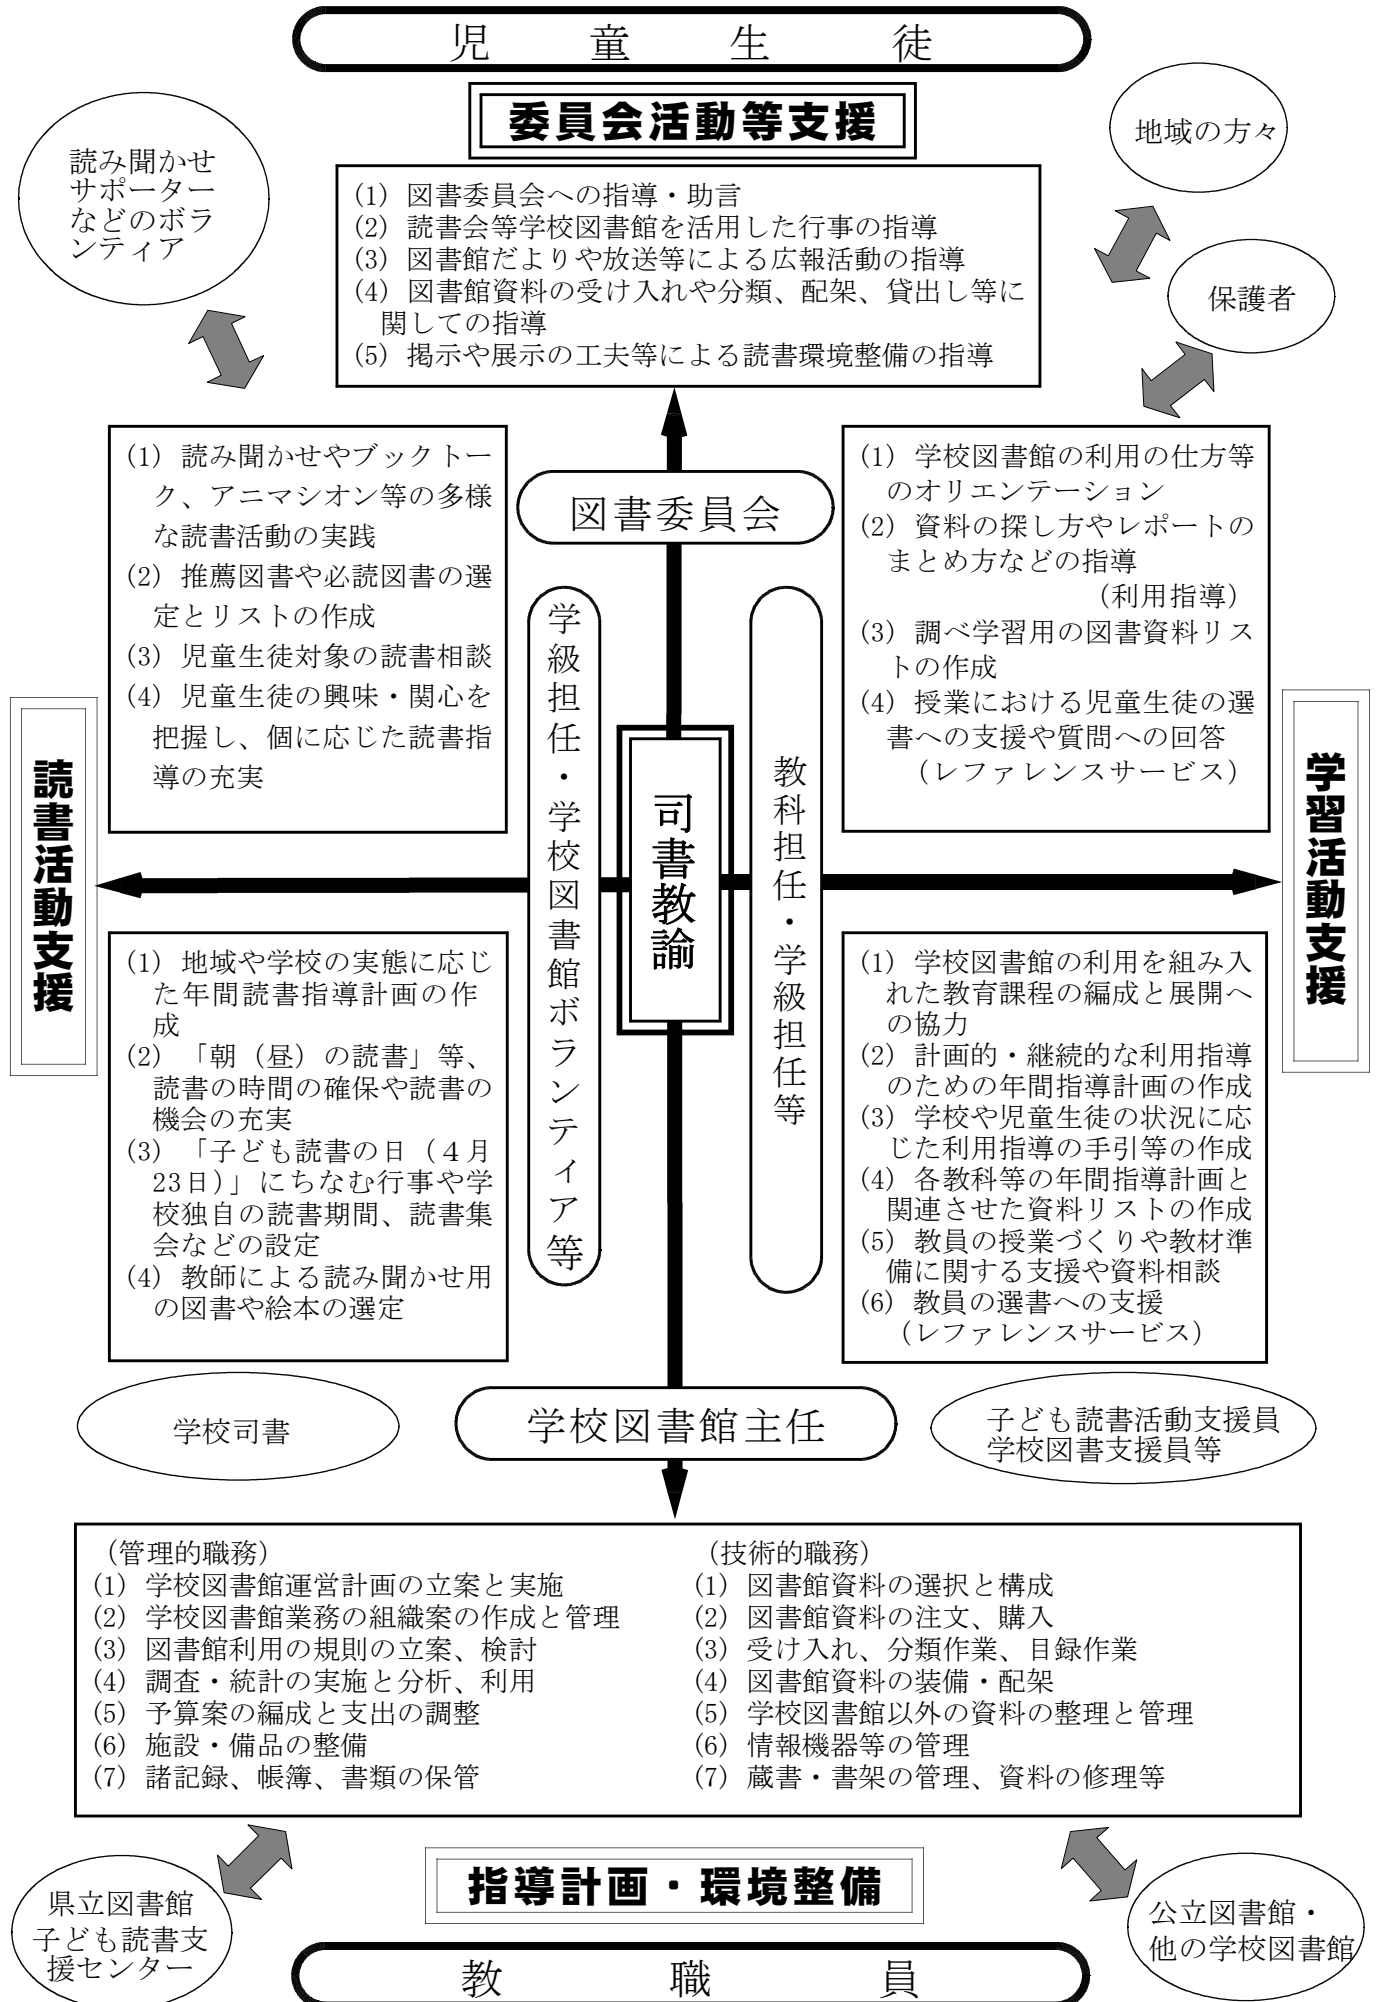 児童生徒
委員会活動等支援
読み聞かせ
サポーター
などのボラ
ンティア
地域の方々
保護者
(1) 図書委員会への指導・助言
(2) 読書会等学校図書館を活用した行事の指導
(3) 図書館だよりや放送等による広報活動の指導
(4) 図書館資料の受け入れや分類、配架、貸出し等に
関しての指導
(5) 掲示や展示の工夫等による読書環境整備の指導
(1) 読み聞かせやブックトー
ク、アニマシオン等の多様
な読書活動の実践
(2) 推薦図書や必読図書の選
定とリストの作成
(3) 児童生徒対象の読書相談
(4) 児童生徒の興味・関心を
把握し、個に応じた読書指
導の充実
図書委員会
(1) 学校図書館の利用の仕方等
のオリエンテーション
(2) 資料の探し方やレポートの
まとめ方などの指導
(利用指導)
(3) 調べ学習用の図書資料リス
トの作成
(4) 授業における児童生徒の選
書への支援や質問への回答
(レファレンスサービス)
読書活動支援
学級担任・学校図書館ボランティア等
司書教諭
教科担任・学級担任等
学習活動支援
(1) 地域や学校の実態に応じ
た年間読書指導計画の作
成
(2) 「朝(昼)の読書」等、
読書の時間の確保や読書の
機会の充実
(3) 「子ども読書の日(4月
23日)」にちなむ行事や学
校独自の読書期間、読書集
会などの設定
(4) 教師による読み聞かせ用
の図書や絵本の選定
(1) 学校図書館の利用を組み入
れた教育課程の編成と展開へ
の協力
(2) 計画的・継続的な利用指導
のための年間指導計画の作成
(3) 学校や児童生徒の状況に応
じた利用指導の手引等の作成
(4) 各教科等の年間指導計画と
関連させた資料リストの作成
(5) 教員の授業づくりや教材準
備に関する支援や資料相談
(6) 教員の選書への支援
(レファレンスサービス)
学校司書
学校図書館主任
子ども読書活動支援員
学校図書支援員等
(管理的職務)
(1) 学校図書館運営計画の立案と実施
(2) 学校図書館業務の組織案の作成と管理
(3) 図書館利用の規則の立案、検討
(4) 調査・統計の実施と分析、利用
(5) 予算案の編成と支出の調整
(6) 施設・備品の整備
(7) 諸記録、帳簿、書類の保管
(技術的職務)
(1) 図書館資料の選択と構成
(2) 図書館資料の注文、購入
(3) 受け入れ、分類作業、目録作業
(4) 図書館資料の装備・配架
(5) 学校図書館以外の資料の整理と管理
(6) 情報機器等の管理
(7) 蔵書・書架の管理、資料の修理等
指導計画・環境整備
県立図書館
子ども読書支
援センター
公立図書館・
他の学校図書館
教職員